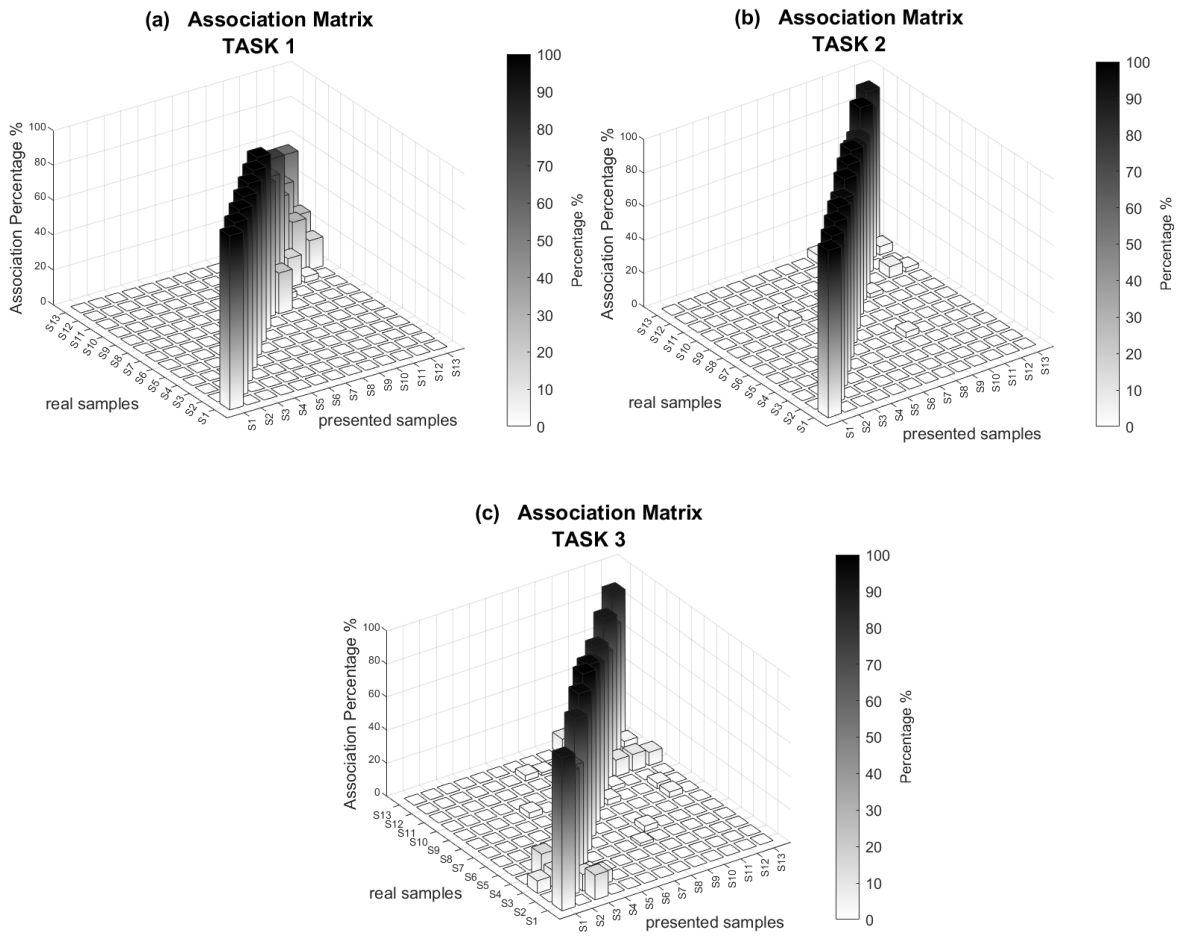 (a) Association Matrix
TASK 1
Association Percentage %
100
80
60
40
20
0
S13
S12
S11
S10
S9
S8
S7
S6
S5
S4
S3
S2
S1
real samples
S1
S2
S3
S4
S5
S6
S7
S8
S9
S10
S11
S12
S13
presented samples
100
90
80
70
60
50
40
30
20
10
0
Percentage %
(b) Association Matrix
TASK 2
Association Percentage %
100
80
60
40
20
0
S13
S12
S11
S10
S9
S8
S7
S6
S5
S4
S3
S2
S1
real samples
S1
S2
S3
S4
S5
S6
S7
S8
S9
S10
S11
S12
S13
presented samples
100
90
80
70
60
50
40
30
20
10
0
Percentage %
(c) Association Matrix
TASK 3
Association Percentage %
100
80
60
40
20
0
S13
S12
S11
S10
S9
S8
S7
S6
S5
S4
S3
S2
S1
real samples
S1
S2
S3
S4
S5
S6
S7
S8
S9
S10
S11
S12
S13
presented samples
100
90
80
70
60
50
40
30
20
10
0
Percentage %